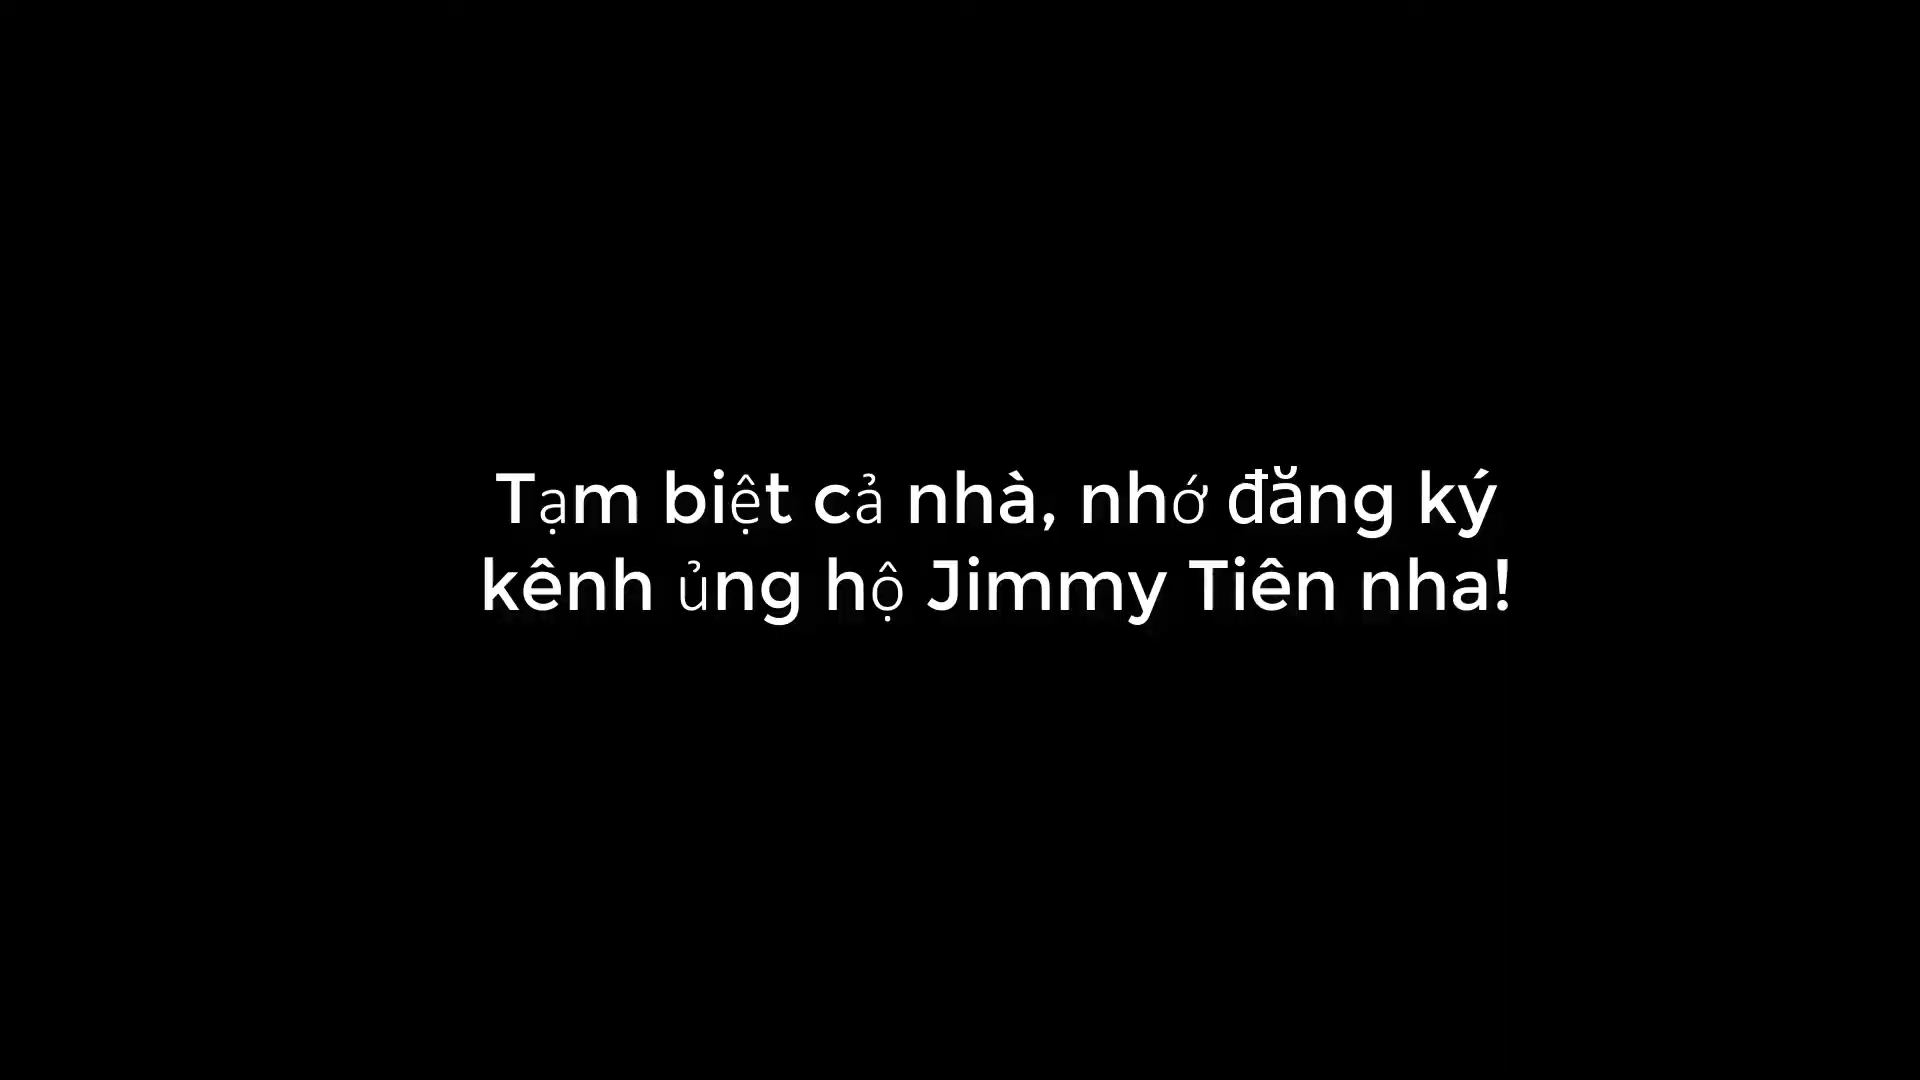 Tạm biệt cả nhà, nhớ đăng ký
kênh ủng hộ Jimmy Tiên nha!